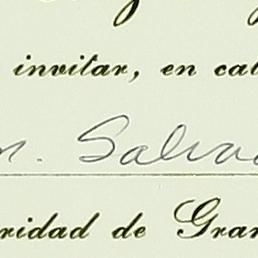 invitar, en cal
n. Salva
ridad de Gran